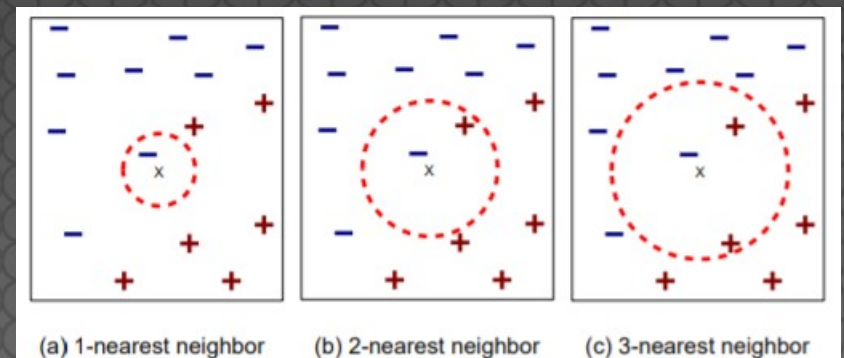 X
X
X
(a) 1-nearest neighbor
(b) 2-nearest neighbor
(c) 3-nearest neighbor